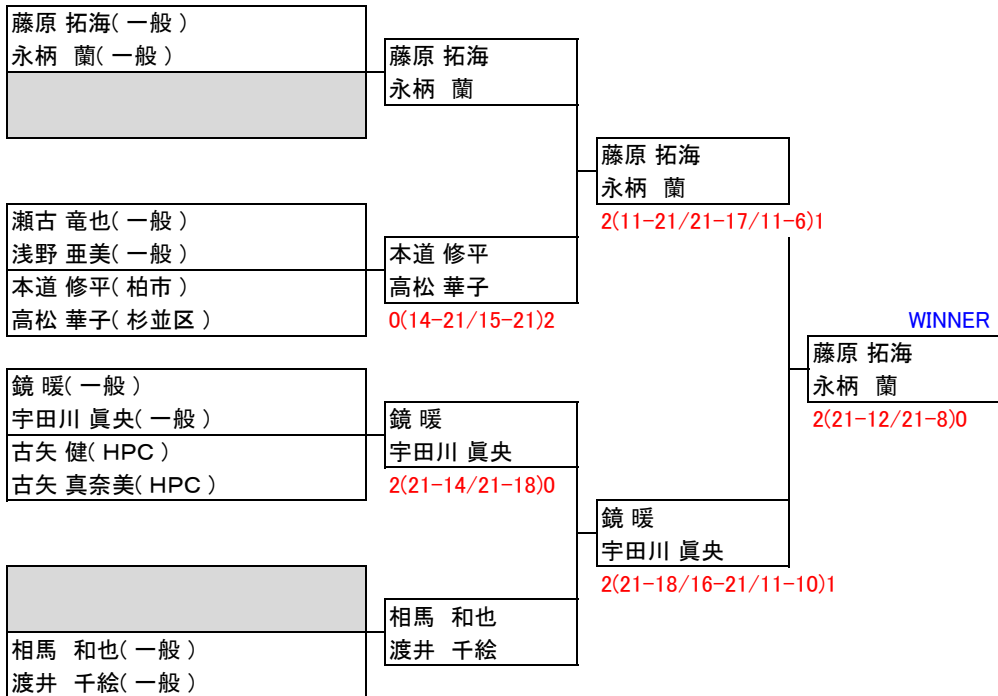 藤原 拓海( 一般 )
永柄　蘭( 一般 )
藤原 拓海
永柄　蘭
藤原 拓海
永柄　蘭
2(11-21/21-17/11-6)1
瀬古 竜也( 一般 )
浅野 亜美( 一般 )
本道 修平( 柏市 )
高松 華子( 杉並区 )
本道 修平
高松 華子
0(14-21/15-21)2
WINNER
藤原 拓海
永柄　蘭
2(21-12/21-8)0
鏡 暖( 一般 )
宇田川 眞央( 一般 )
古矢 健( HPC )
古矢 真奈美( HPC )
鏡 暖
宇田川 眞央
2(21-14/21-18)0
鏡 暖
宇田川 眞央
2(21-18/16-21/11-10)1
相馬　和也
渡井　千絵
相馬　和也( 一般 )
渡井　千絵( 一般 )